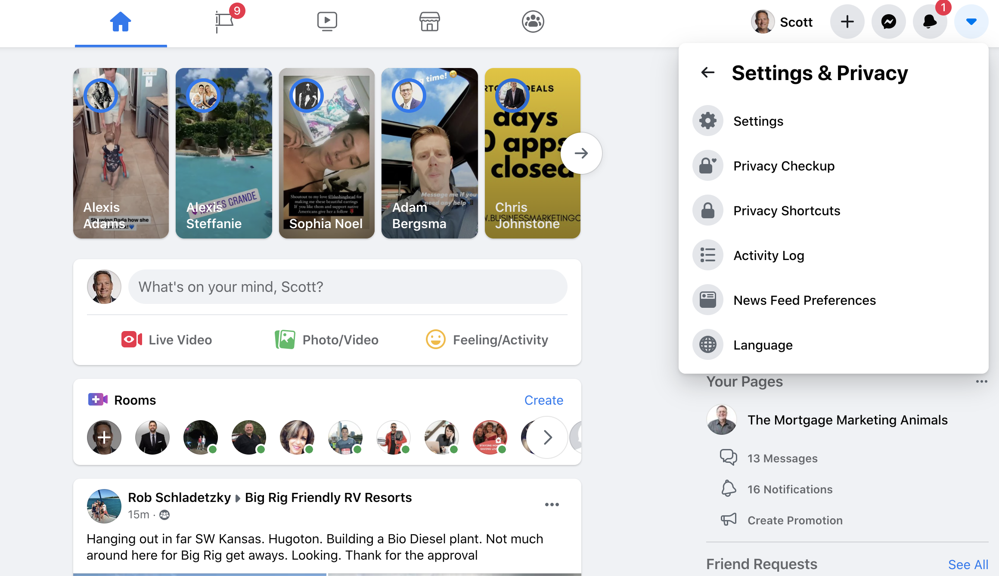 9
Scott
1
Settings & Privacy
Settings
Privacy Checkup
Privacy Shortcuts
Activity Log
News Feed Preferences
Language
Alexis
Adams
Showing Dada how she
Alexis
Steffanie
NAPLES GRANDE
Shoutout to my love @blushingbead for
making me these beautiful earrings
If you like them and support native
Americans give her a follow
Sophia Noel
time!
Message me if you
need any help
Adam
Bergsma
DEALS
days
0 apps
closed
Chris
Johnstone
W.BUSINESSMARKETINGC
What's on your mind, Scott?
Live Video
Photo/Video
Feeling/Activity
Rooms
Create
STAYING HOME
SAVING LIV
Rob Schladetzky Big Rig Friendly RV Resorts
15m ·
Hanging out in far SW Kansas. Hugoton. Building a Bio Diesel plant. Not much
around here for Big Rig get aways. Looking. Thank for the approval
Your Pages
The Mortgage Marketing Animals
13 Messages
16 Notifications
Create Promotion
Friend Requests
See All